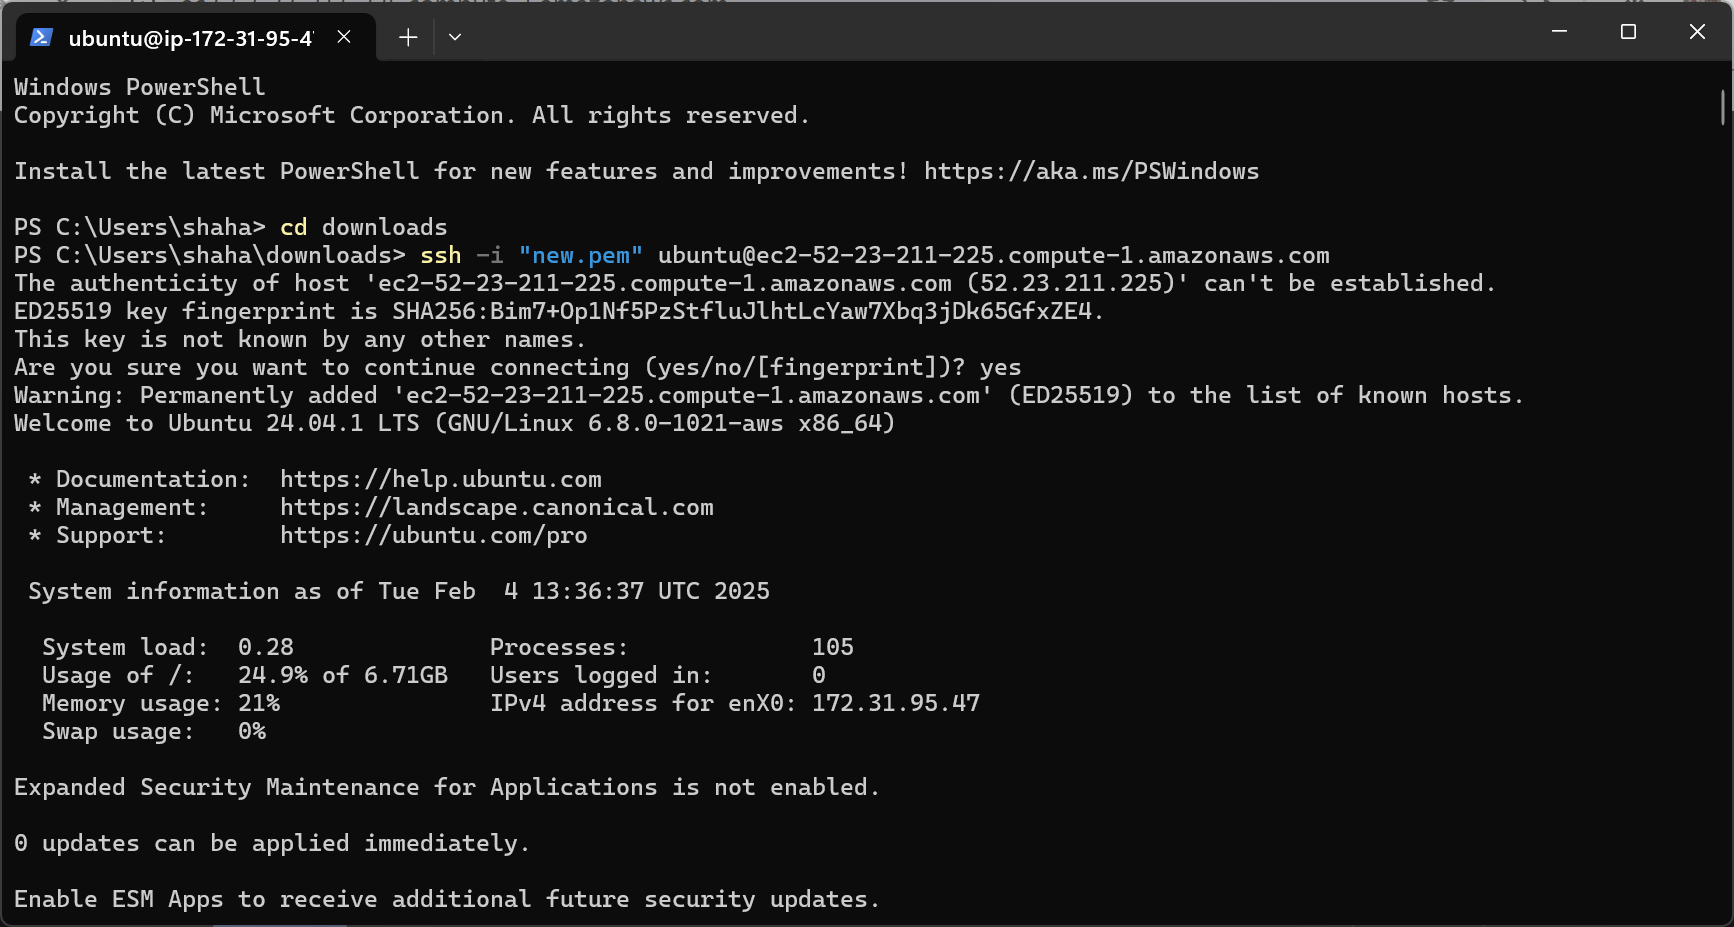 ubuntu@ip-172-31-95-4
Windows PowerShell
Copyright (C) Microsoft Corporation. All rights reserved.
Install the latest PowerShell for new features and improvements! https://aka.ms/PSWindows
PS C:\Users\shaha> cd downloads
PS C:\Users\shaha\downloads> ssh -i "new.pem" ubuntu@ec2-52-23-211-225.compute-1.amazonaws.com
The authenticity of host 'ec2-52-23-211-225.compute-1.amazonaws.com (52.23.211.225)' can't be established.
ED25519 key fingerprint is SHA256:Bim7+Op1Nf5PzStfluJlhtLcYaw7Xbq3jDk65GfxZE4.
This key is not known by any other names.
Are you sure you want to continue connecting (yes/no/[fingerprint])? yes
Warning: Permanently added 'ec2-52-23-211-225.compute-1.amazonaws.com' (ED25519) to the list of known hosts.
Welcome to Ubuntu 24.04.1 LTS (GNU/Linux 6.8.0-1021-aws x86_64)
* Documentation:  https://help.ubuntu.com
* Management:     https://landscape.canonical.com
* Support:        https://ubuntu.com/pro
System information as of Tue Feb  4 13:36:37 UTC 2025
System load:  0.28              Processes:             105
Usage of /:   24.9% of 6.71GB   Users logged in:       0
Memory usage: 21%               IPv4 address for enX0: 172.31.95.47
Swap usage:   0%
Expanded Security Maintenance for Applications is not enabled.
0 updates can be applied immediately.
Enable ESM Apps to receive additional future security updates.